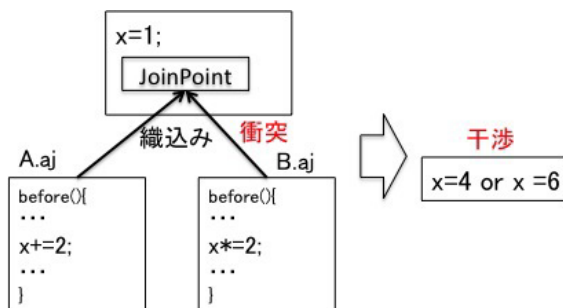 x=1;
JoinPoint
織込み 衝突
A.aj
B.aj
before(){
...
x+=2;
...
}
before(){
...
x*=2;
...
}
干渉
x=4 or x =6